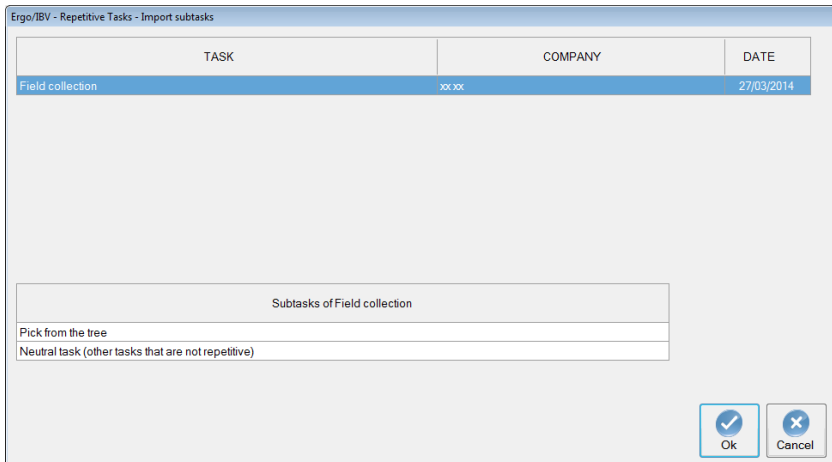 Ergo/IBV - Repetitive Tasks - Import subtasks
TASK COMPANY DATE
Field collection xx xx 27/03/2014
Subtasks of Field collection
Pick from the tree
Neutral task (other tasks that are not repetitive)
Ok Cancel